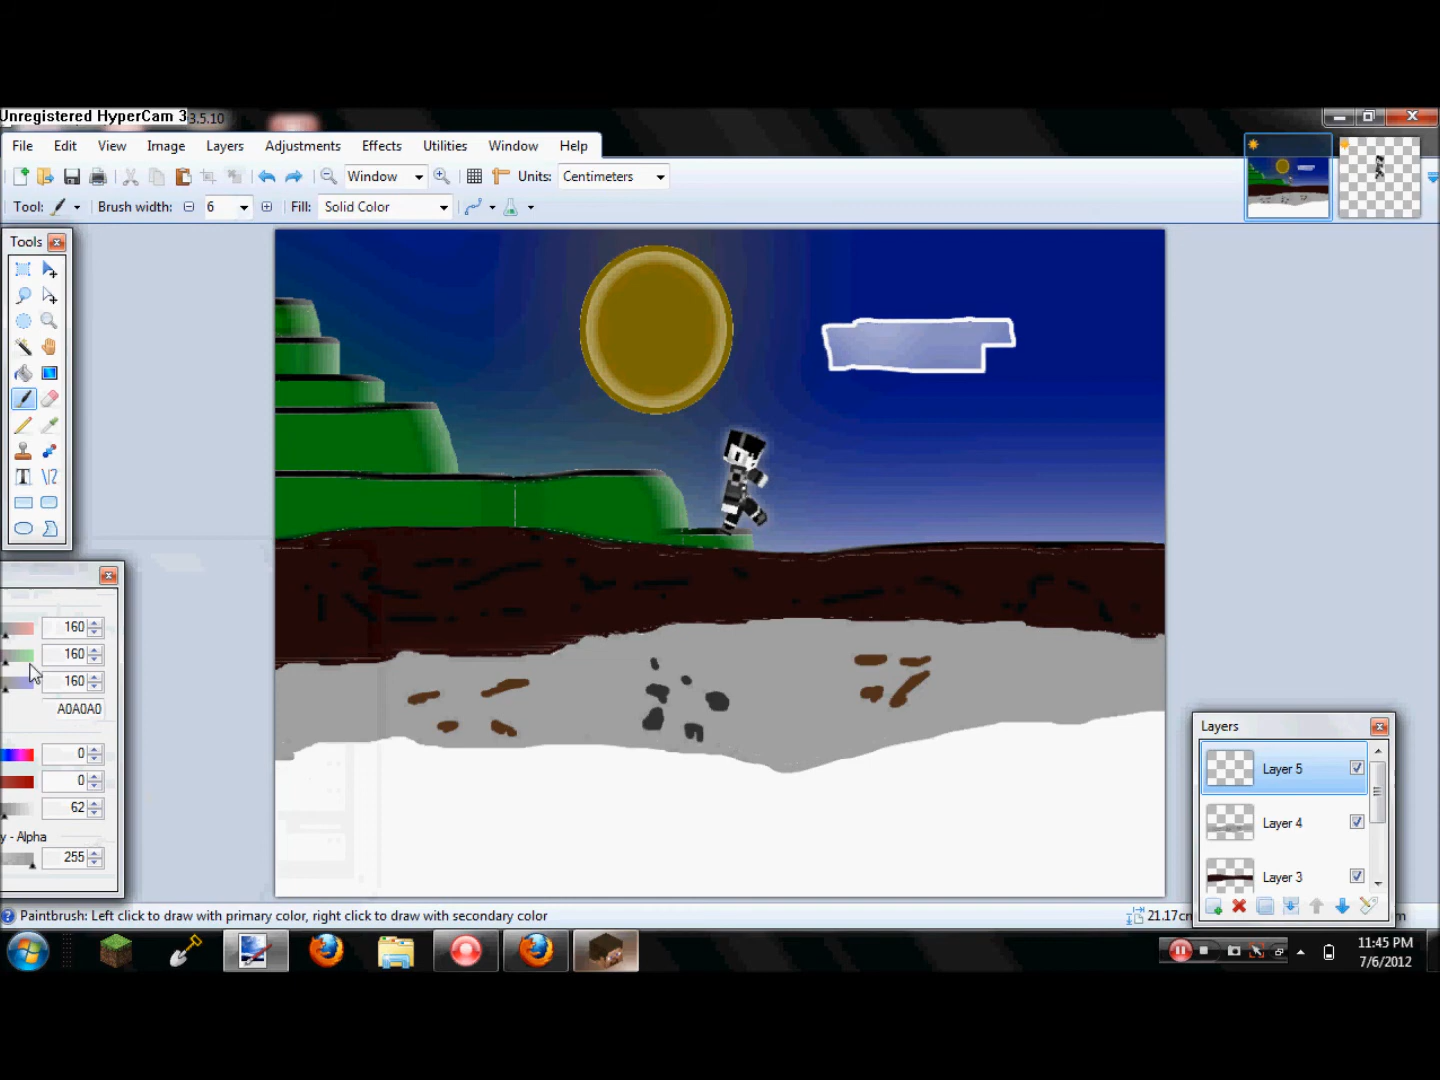 Unregistered HyperCam 3
3.5.10
File Edit View Image Layers Adjustments Effects Utilities Window Help
Window Units: Centimeters
Tool: Brush width: 6 Fill: Solid Color
Tools
160
160
160
A0A0A0
0
0
62
y - Alpha
255
Layers
Layer 5
Layer 4
Layer 3
Paintbrush: Left click to draw with primary color, right click to draw with secondary color
21.17c
11:45 PM
7/6/2012